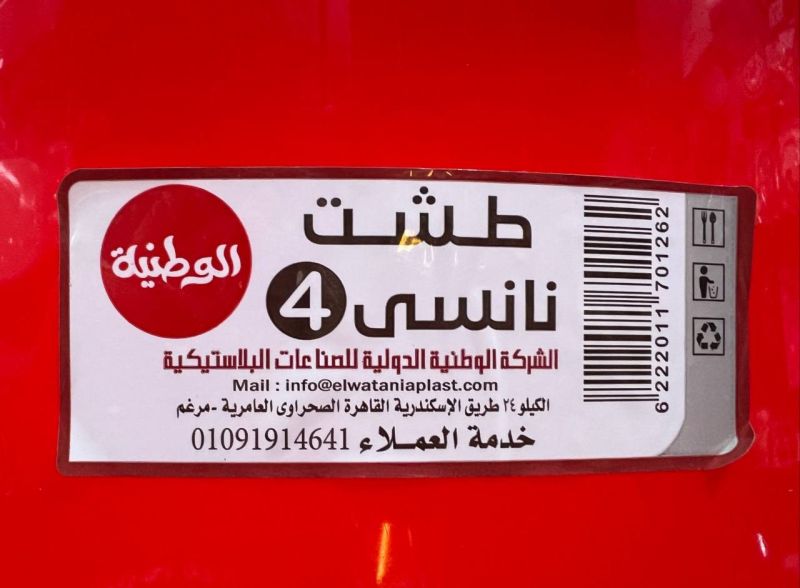 الوطنية
طشت
نانسى 4
الشركة الوطنية الدولية للصناعات البلاستيكية
Mail : info@elwataniaplast.com
الكيلو ٢٤ طريق الإسكندرية القاهرة الصحراوى العامرية -مرغم
خدمة العملاء 01091914641
6 222011 701262